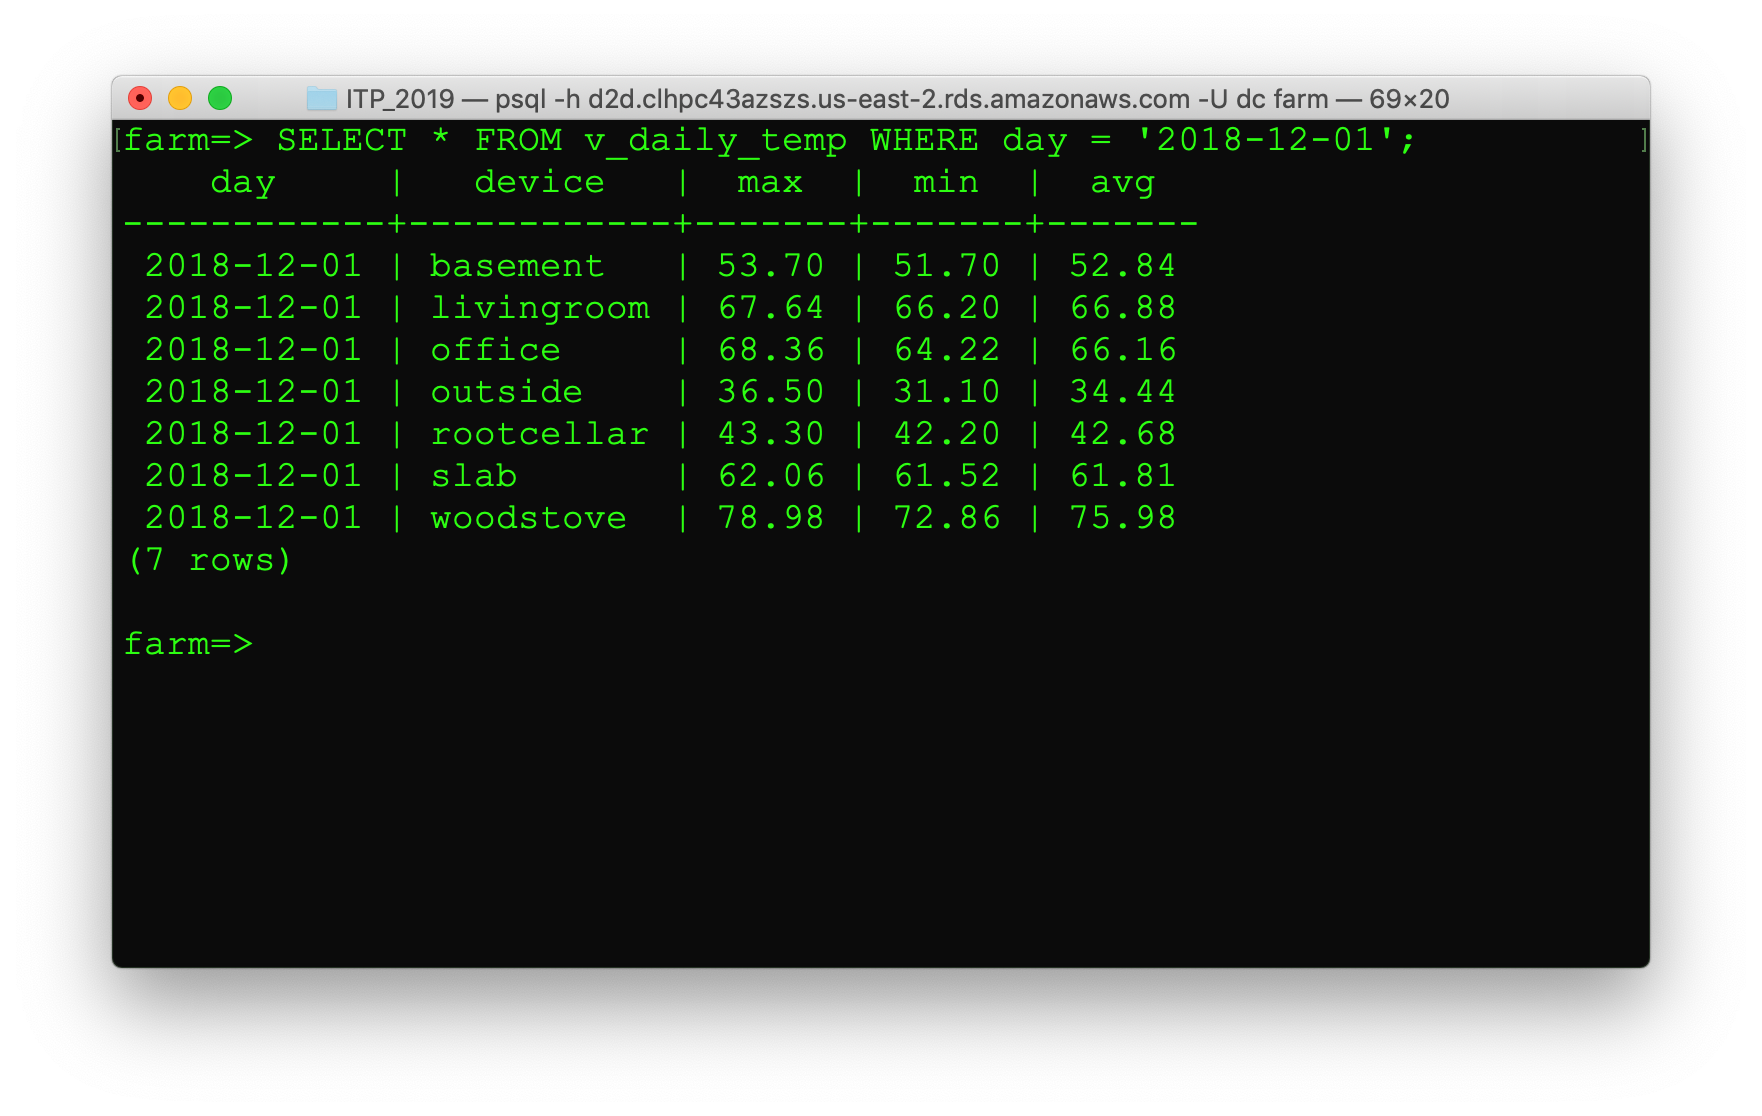 ITP_2019 — psql -h d2d.clhpc43azszs.us-east-2.rds.amazonaws.com -U dc farm — 69×20
[farm=> SELECT * FROM v_daily_temp WHERE day = '2018-12-01'; ]
    day     |   device   |  max  |  min  |  avg
------------+------------+-------+-------+-------
 2018-12-01 | basement   | 53.70 | 51.70 | 52.84
 2018-12-01 | livingroom | 67.64 | 66.20 | 66.88
 2018-12-01 | office     | 68.36 | 64.22 | 66.16
 2018-12-01 | outside    | 36.50 | 31.10 | 34.44
 2018-12-01 | rootcellar | 43.30 | 42.20 | 42.68
 2018-12-01 | slab       | 62.06 | 61.52 | 61.81
 2018-12-01 | woodstove  | 78.98 | 72.86 | 75.98
(7 rows)
farm=>